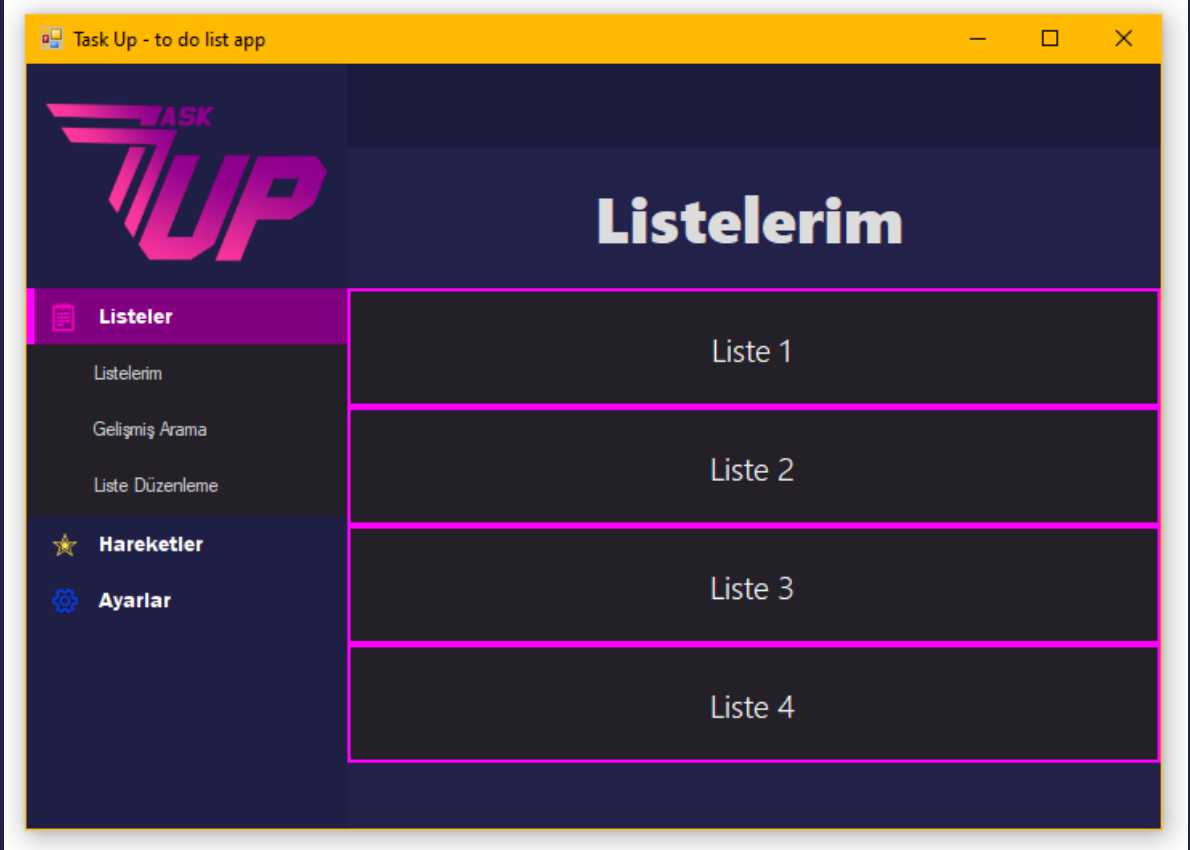 Task Up - to do list app
TASK
UP
Listelerim
Listeler
Listelerim
Gelişmiş Arama
Liste Düzenleme
Hareketler
Ayarlar
Liste 1
Liste 2
Liste 3
Liste 4